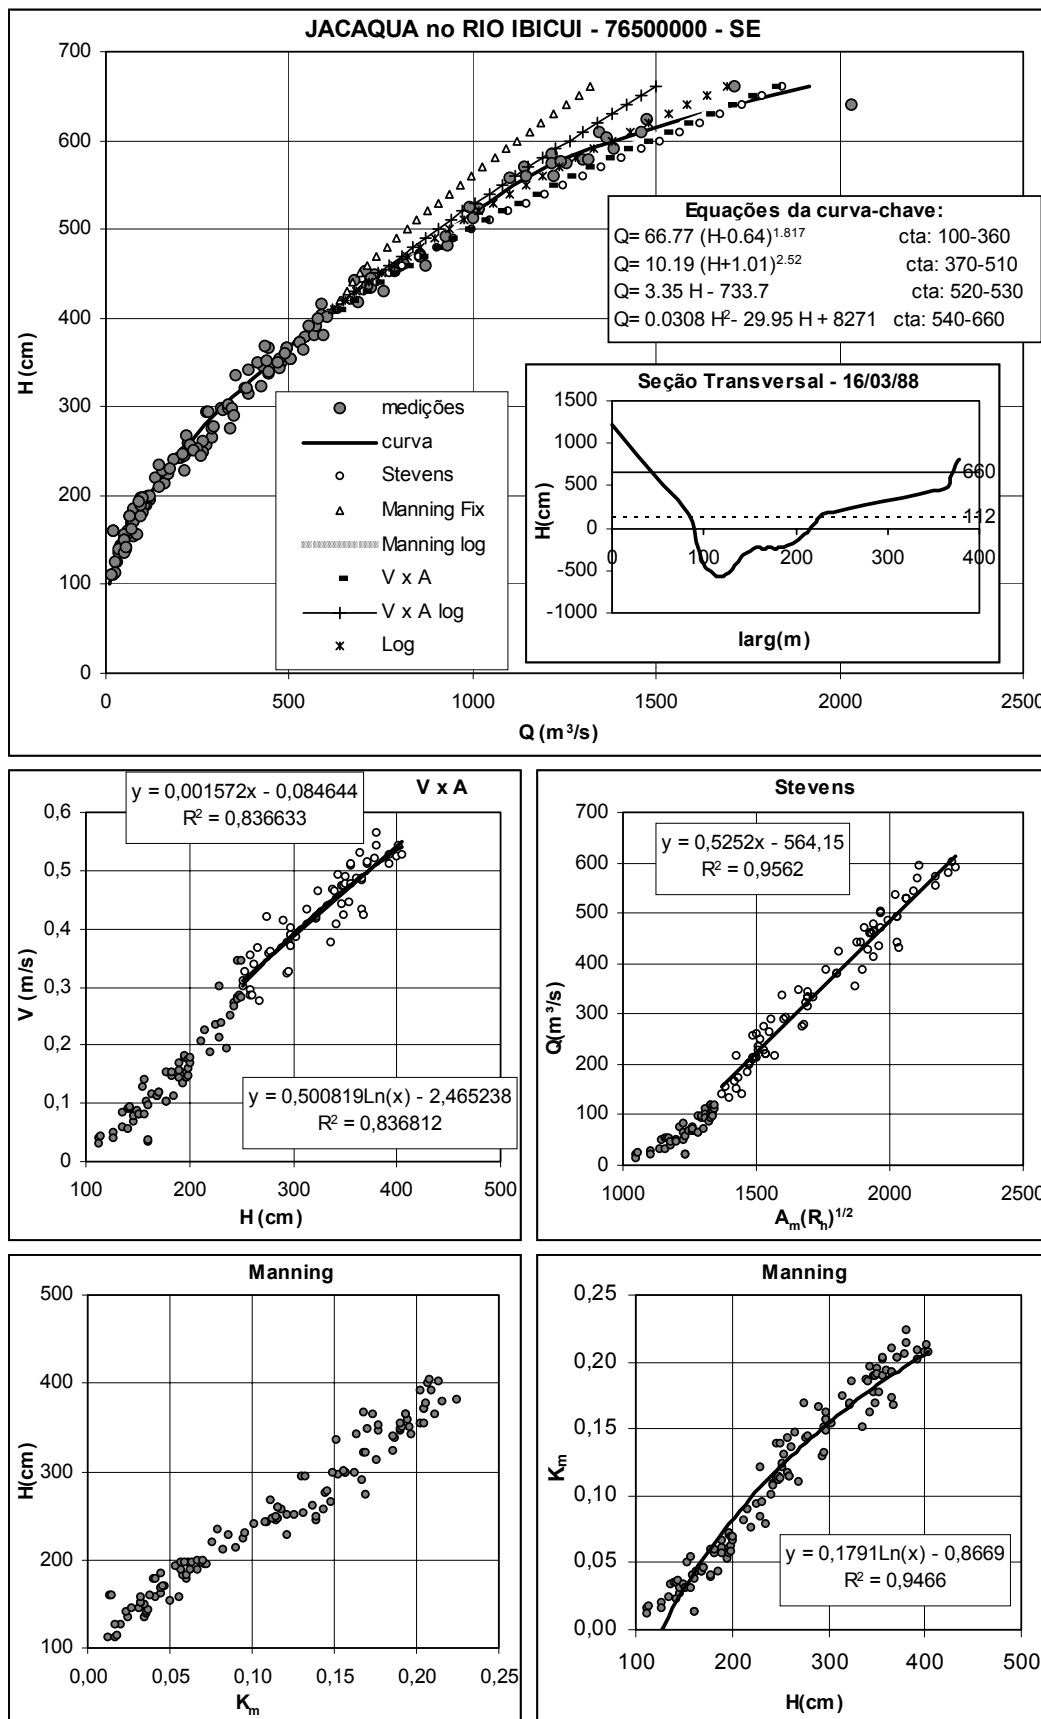 JACAQUA no RIO IBICUI - 76500000 - SE
700
600
500
400
300
200
100
0
H (cm)
0
500
1000
1500
2000
2500
Q (m³/s)
Equações da curva-chave:
Q= 66.77 (H-0.64)^1.817 cta: 100-360
Q= 10.19 (H+1.01)^2.52 cta: 370-510
Q= 3.35 H - 733.7 cta: 520-530
Q= 0.0308 H²- 29.95 H + 8271 cta: 540-660
medições
curva
Stevens
Manning Fix
Manning log
V x A
V x A log
Log
Seção Transversal - 16/03/88
1500
1000
500
0
-500
-1000
H(cm)
660
112
0
100
200
300
400
larg(m)
V x A
y = 0,001572x - 0,084644
R² = 0,836633
0,6
0,5
0,4
0,3
0,2
0,1
0
V (m/s)
y = 0,500819Ln(x) - 2,465238
R² = 0,836812
100
200
300
400
500
H (cm)
Stevens
700
600
500
400
300
200
100
0
Q(m³/s)
y = 0,5252x - 564,15
R² = 0,9562
1000
1500
2000
2500
Am(Rh)^1/2
Manning
500
400
300
200
100
H(cm)
0,00
0,05
0,10
0,15
0,20
0,25
Km
Manning
0,25
0,20
0,15
0,10
0,05
0,00
Km
y = 0,1791Ln(x) - 0,8669
R² = 0,9466
100
200
300
400
500
H(cm)